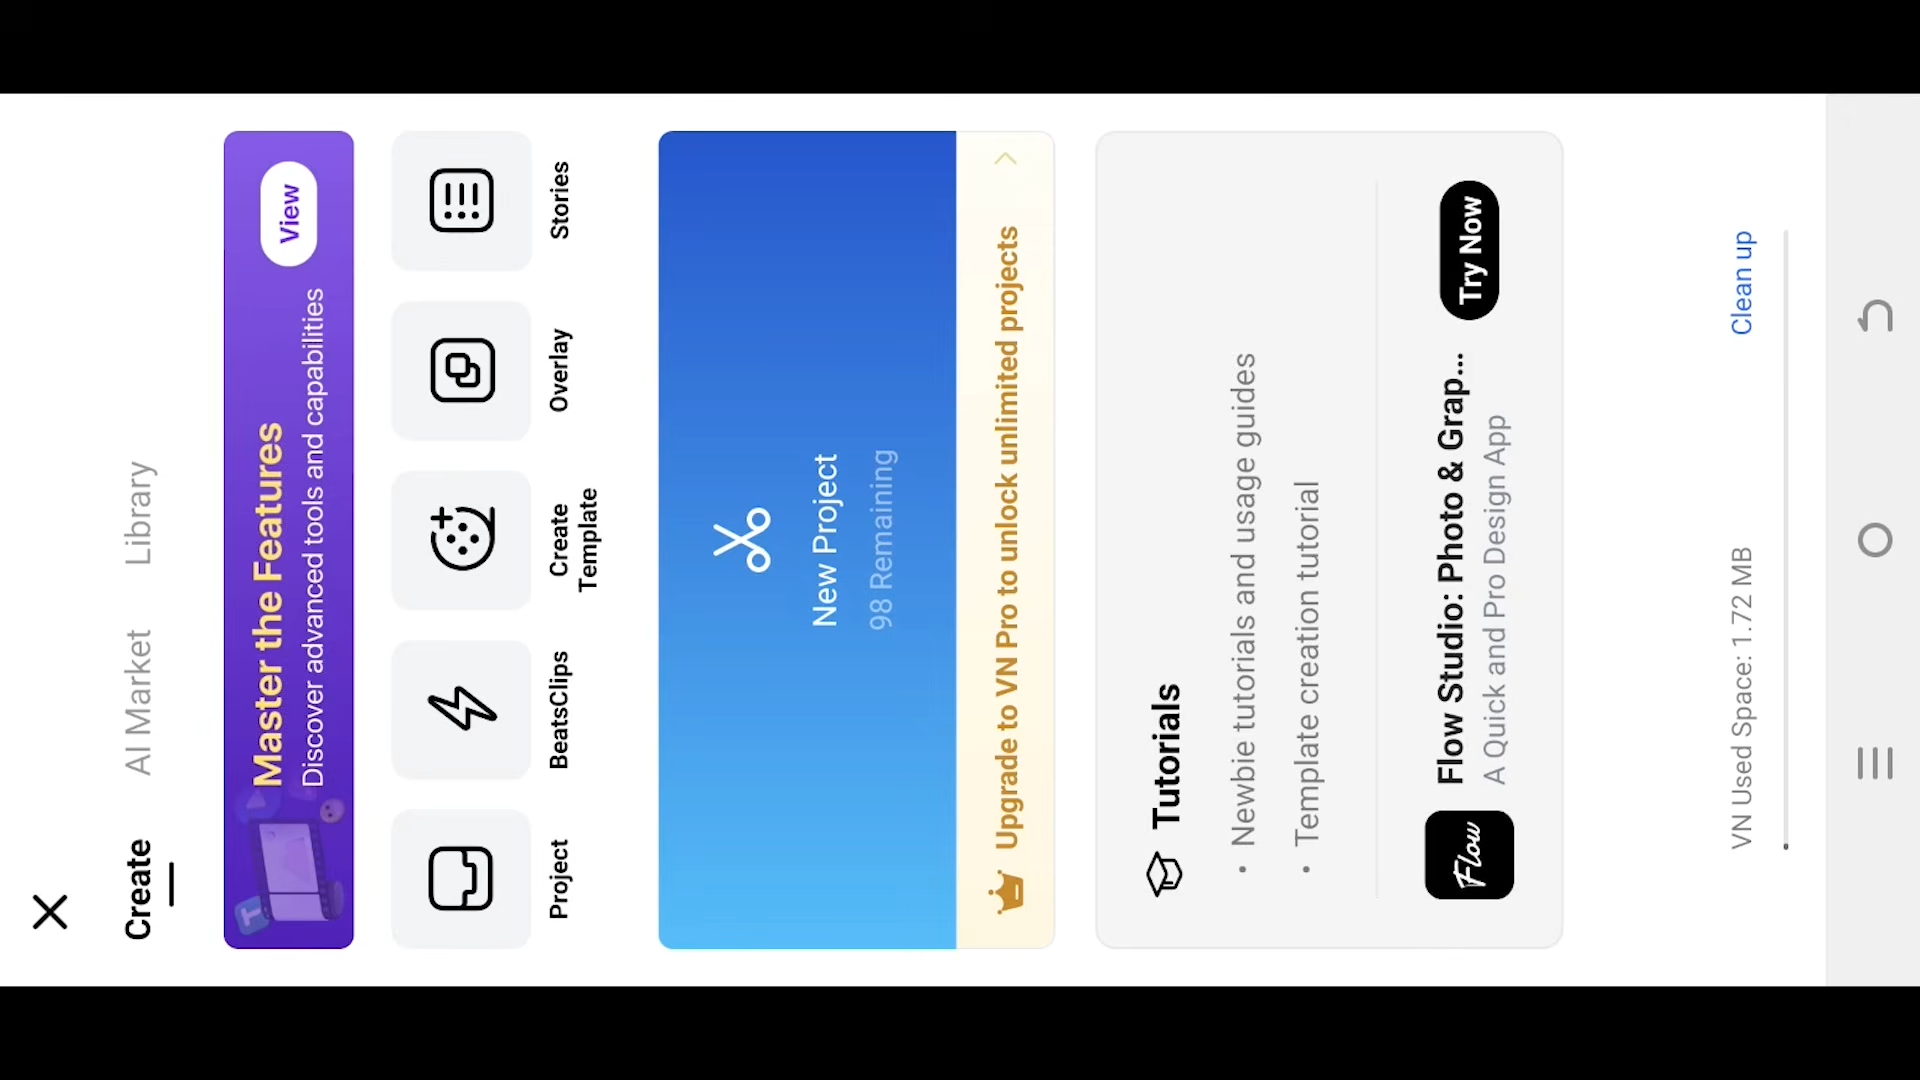 Create AI Market Library
Master the Features
Discover advanced tools and capabilities
View
Project
BeatsClips
Create
Template
Overlay
Stories
New Project
98 Remaining
Upgrade to VN Pro to unlock unlimited projects
Tutorials
• Newbie tutorials and usage guides
• Template creation tutorial
Flow
Flow Studio: Photo & Grap...
A Quick and Pro Design App
Try Now
VN Used Space: 1.72 MB
Clean up